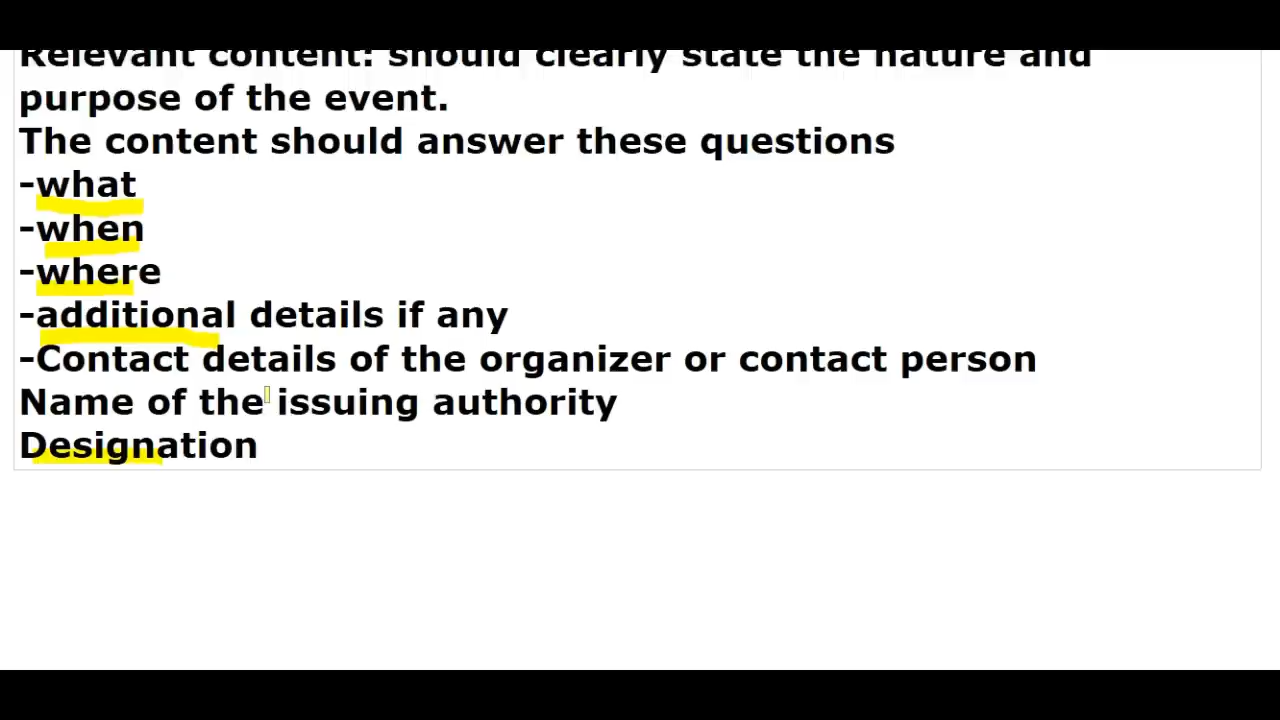 Relevant content: should clearly state the nature and
purpose of the event.
The content should answer these questions
-what
-when
-where
-additional details if any
-Contact details of the organizer or contact person
Name of the issuing authority
Designation